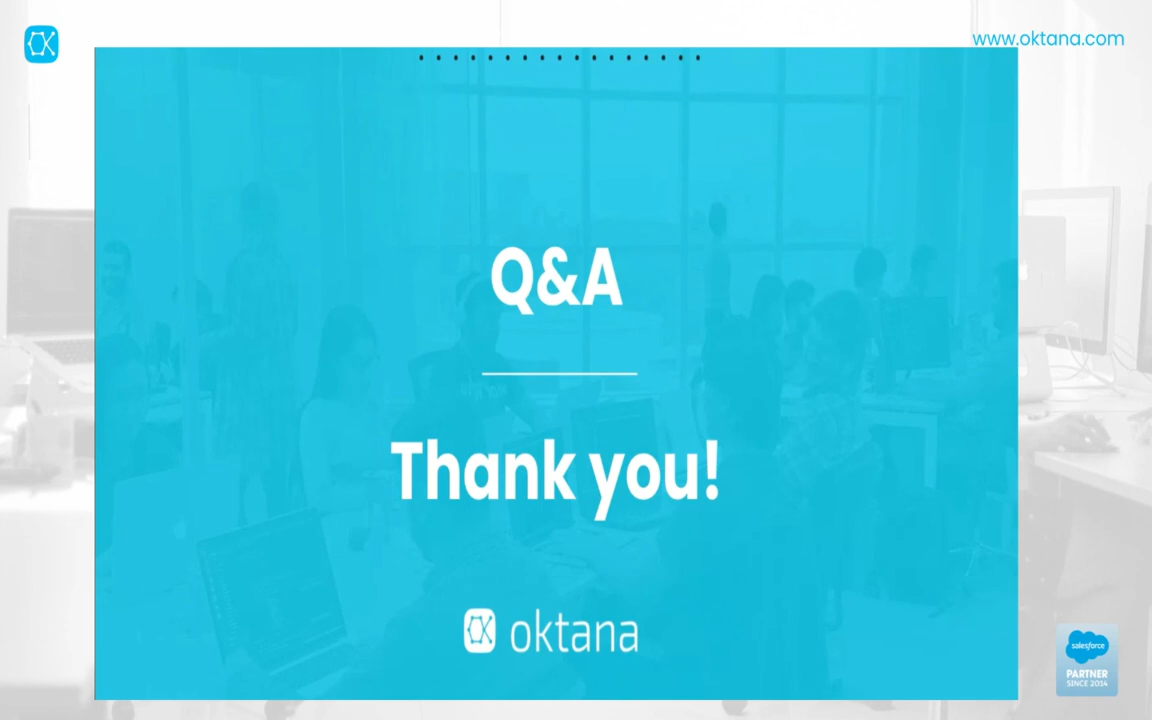 www.oktana.com
Q&A
Thank you!
oktana
salesforce
PARTNER
SINCE 2014